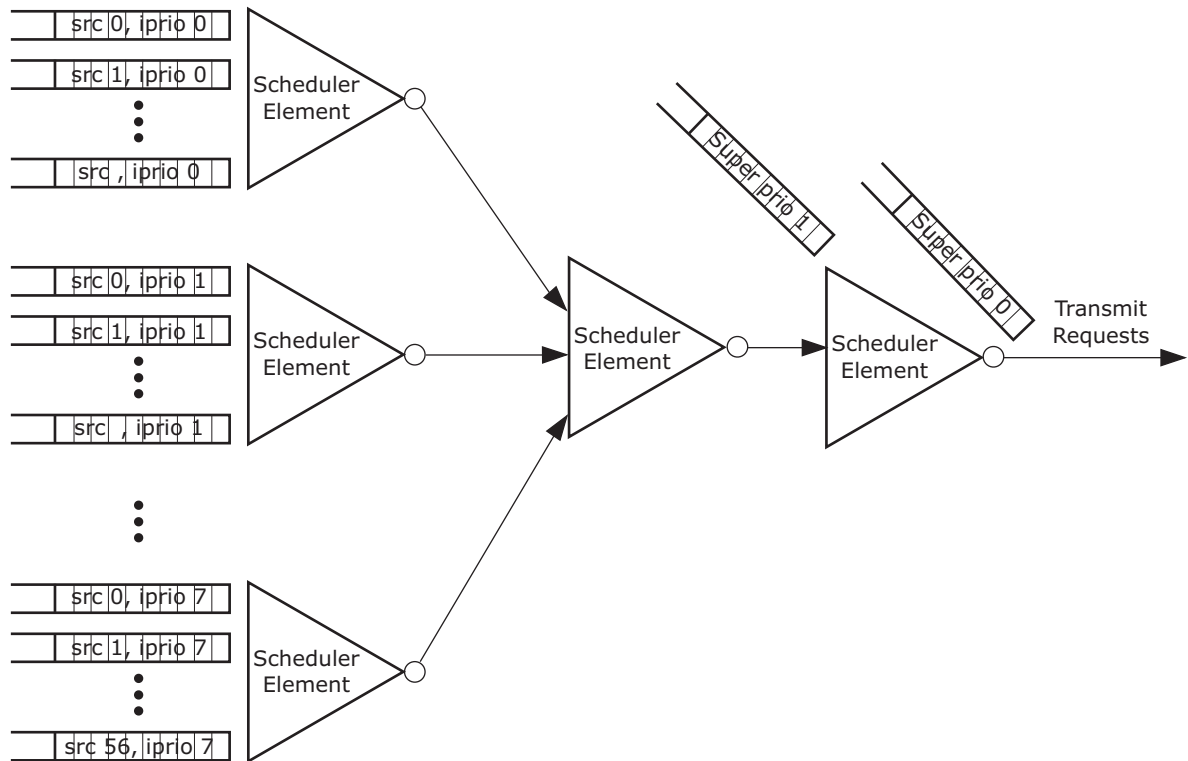 src 0, iprio 0
src 1, iprio 0
src , iprio 0
Scheduler
Element
src 0, iprio 1
src 1, iprio 1
src , iprio 1
Scheduler
Element
src 0, iprio 7
src 1, iprio 7
src 56, iprio 7
Scheduler
Element
Scheduler
Element
Super prio 1
Super prio 0
Scheduler
Element
Transmit
Requests